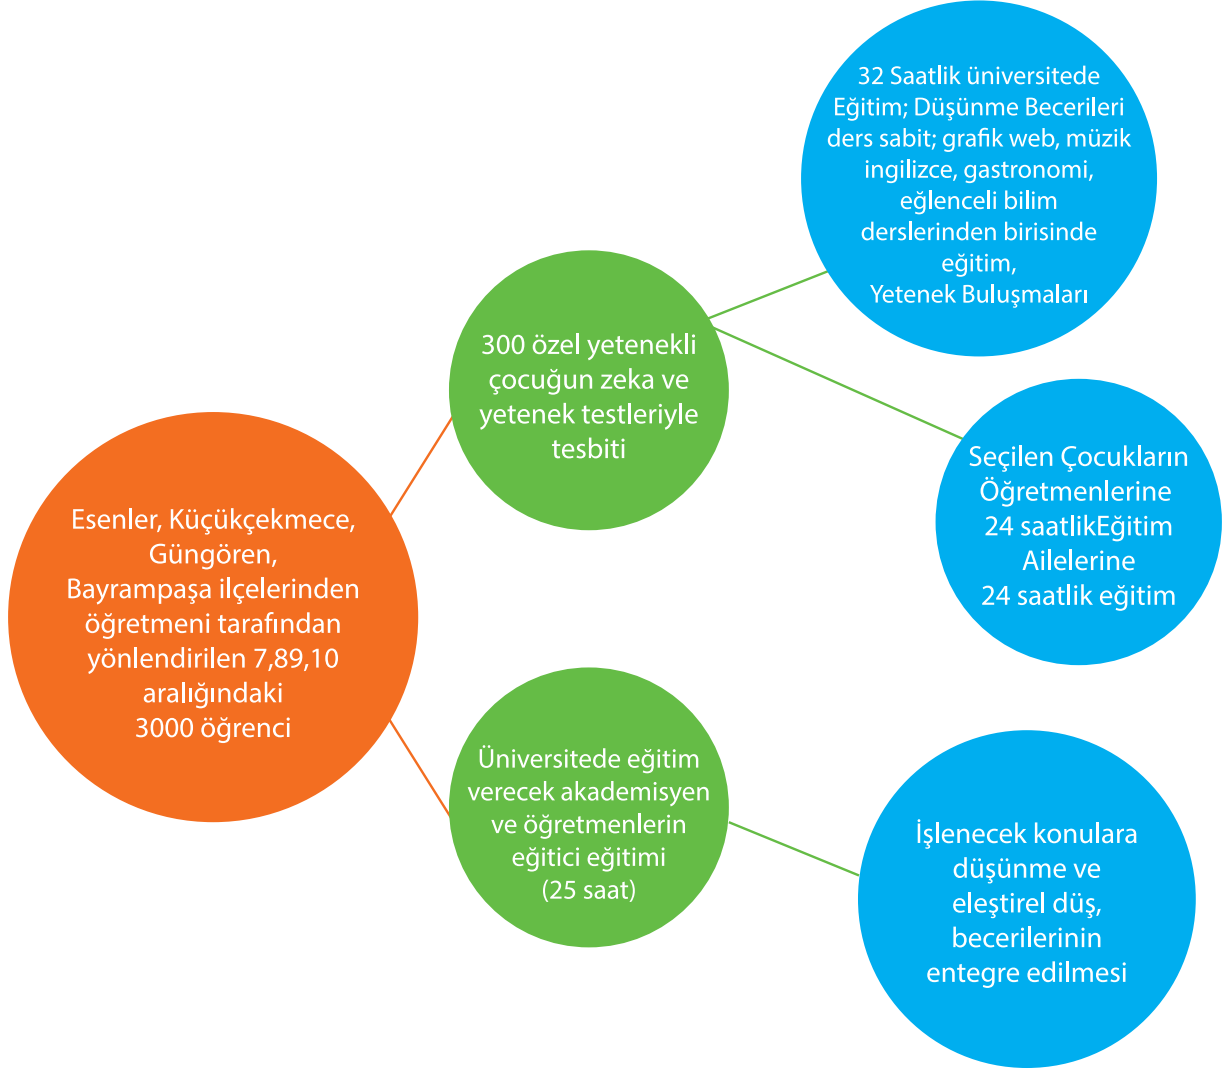 Esenler, Küçükçekmece,
Güngören,
Bayrampaşa ilçelerinden
öğretmeni tarafından
yönlendirilen 7,89,10
aralığındaki
3000 öğrenci
300 özel yetenekli
çocuğun zeka ve
yetenek testleriyle
tesbiti
32 Saatlik üniversitede
Eğitim; Düşünme Becerileri
ders sabit; grafik web, müzik
ingilizce, gastronomi,
eğlenceli bilim
derslerinden birisinde
eğitim,
Yetenek Buluşmaları
Seçilen Çocukların
Öğretmenlerine
24 saatlikEğitim
Ailelerine
24 saatlik eğitim
Üniversitede eğitim
verecek akademisyen
ve öğretmenlerin
eğitici eğitimi
(25 saat)
İşlenecek konulara
düşünme ve
eleştirel düş,
becerilerinin
entegre edilmesi